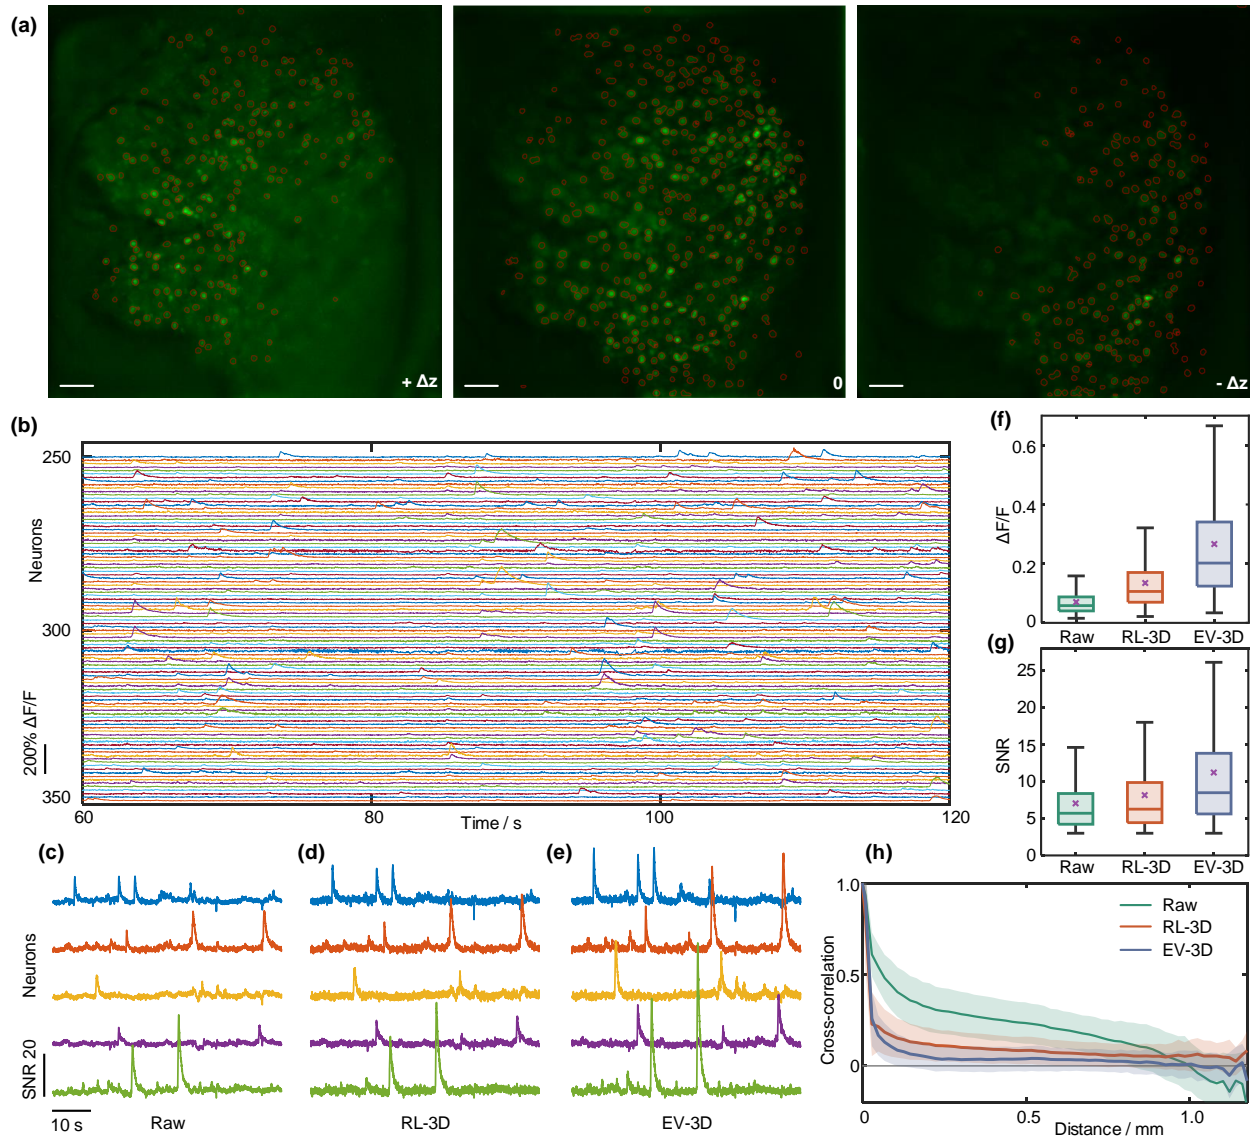 (a)
+ Δz
0
- Δz
(b)
250
300
350
Neurons
200% ΔF/F
60
80
100
120
Time / s
(c)
(d)
(e)
Neurons
SNR 20
10 s
Raw
RL-3D
EV-3D
(f)
0.6
0.4
0.2
0
ΔF/F
Raw
RL-3D
EV-3D
(g)
25
20
15
10
5
0
SNR
Raw
RL-3D
EV-3D
(h)
1.0
0.5
0
Cross-correlation
Raw
RL-3D
EV-3D
0
0.5
1.0
Distance / mm